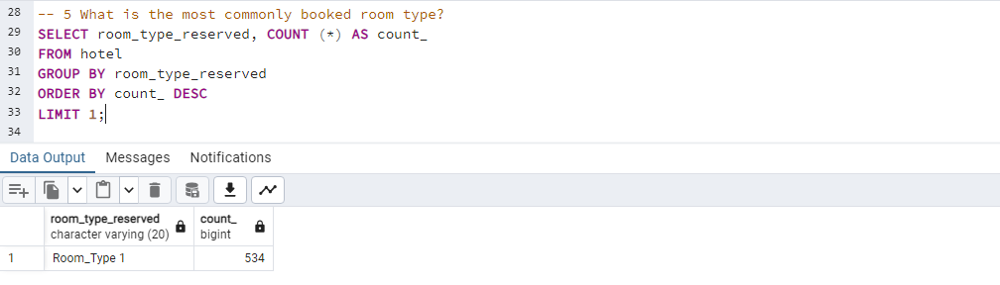 28 -- 5 What is the most commonly booked room type?
29 SELECT room_type_reserved, COUNT (*) AS count_
30 FROM hotel
31 GROUP BY room_type_reserved
32 ORDER BY count_ DESC
33 LIMIT 1;
34
Data Output Messages Notifications
room_type_reserved count_
character varying (20) bigint
1 Room_Type 1 534